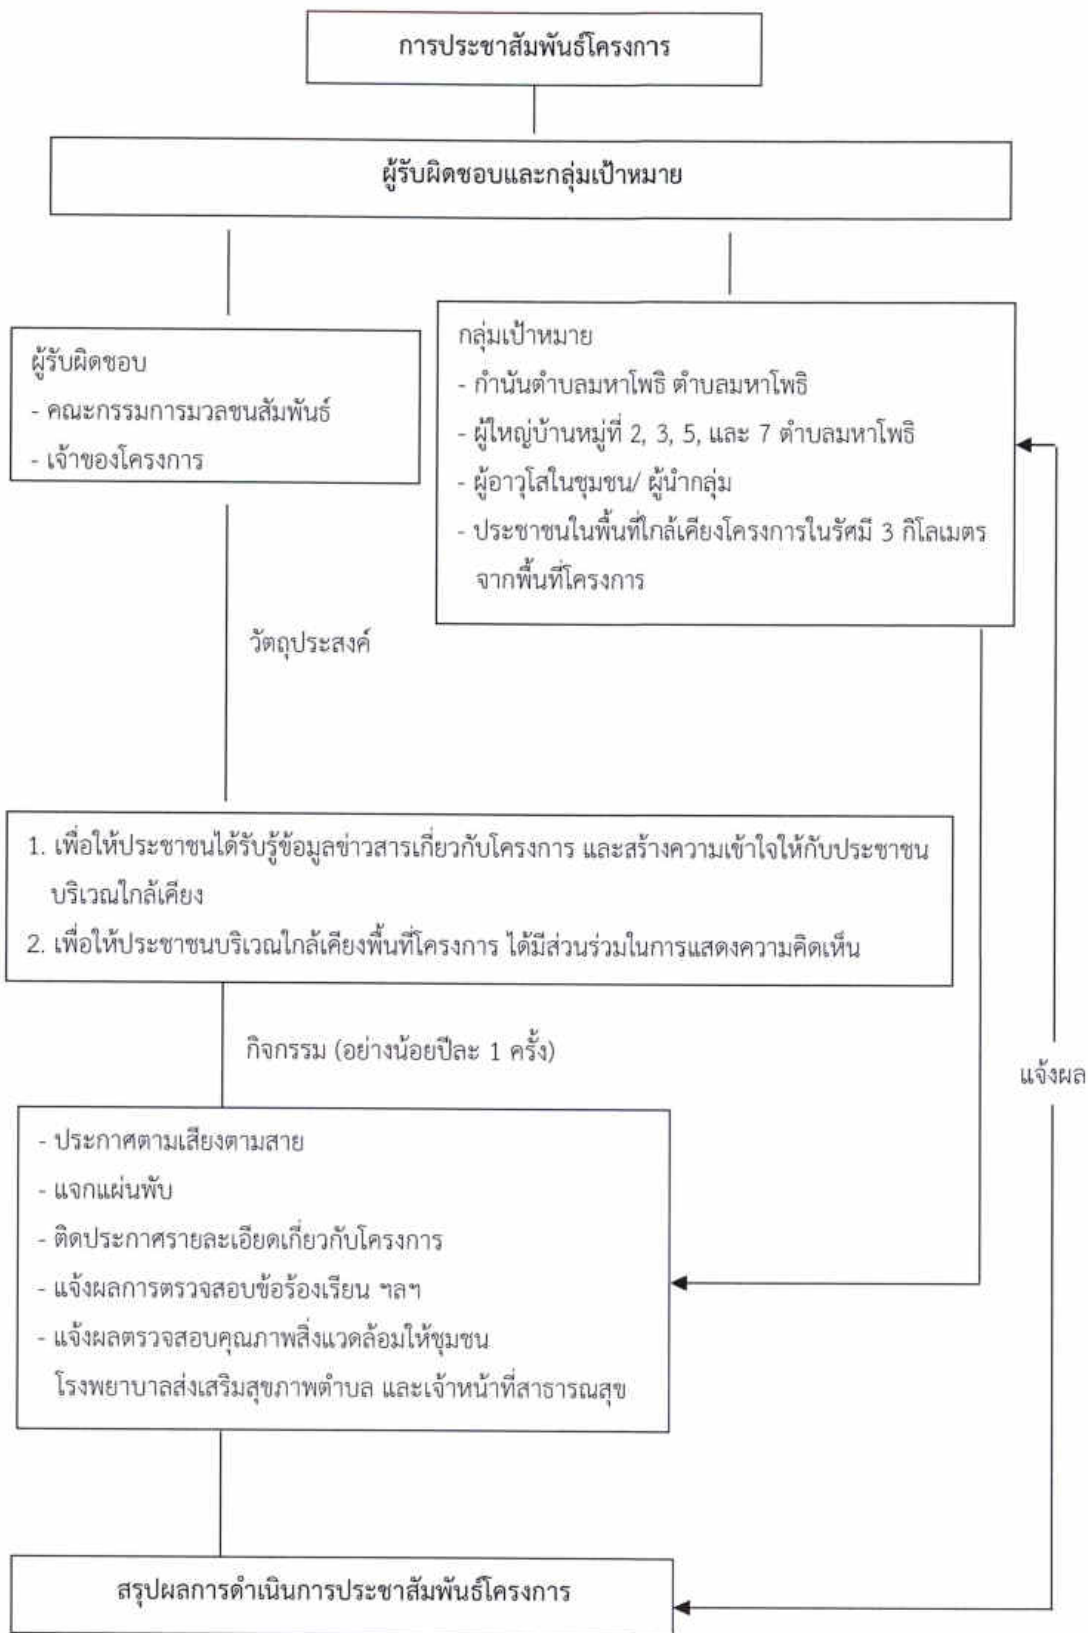 การประชาสัมพันธ์โครงการ
ผู้รับผิดชอบและกลุ่มเป้าหมาย
ผู้รับผิดชอบ
- คณะกรรมการมวลชนสัมพันธ์
- เจ้าของโครงการ
กลุ่มเป้าหมาย
- กำนันตำบลมหาโพธิ ตำบลมหาโพธิ
- ผู้ใหญ่บ้านหมู่ที่ 2, 3, 5, และ 7 ตำบลมหาโพธิ
- ผู้อาวุโสในชุมชน/ ผู้นำกลุ่ม
- ประชาชนในพื้นที่ใกล้เคียงโครงการในรัศมี 3 กิโลเมตร
จากพื้นที่โครงการ
วัตถุประสงค์
1. เพื่อให้ประชาชนได้รับรู้ข้อมูลข่าวสารเกี่ยวกับโครงการ และสร้างความเข้าใจให้กับประชาชน
บริเวณใกล้เคียง
2. เพื่อให้ประชาชนบริเวณใกล้เคียงพื้นที่โครงการ ได้มีส่วนร่วมในการแสดงความคิดเห็น
กิจกรรม (อย่างน้อยปีละ 1 ครั้ง)
แจ้งผล
- ประกาศตามเสียงตามสาย
- แจกแผ่นพับ
- ติดประกาศรายละเอียดเกี่ยวกับโครงการ
- แจ้งผลการตรวจสอบข้อร้องเรียน ฯลฯ
- แจ้งผลตรวจสอบคุณภาพสิ่งแวดล้อมให้ชุมชน
โรงพยาบาลส่งเสริมสุขภาพตำบล และเจ้าหน้าที่สาธารณสุข
สรุปผลการดำเนินการประชาสัมพันธ์โครงการ